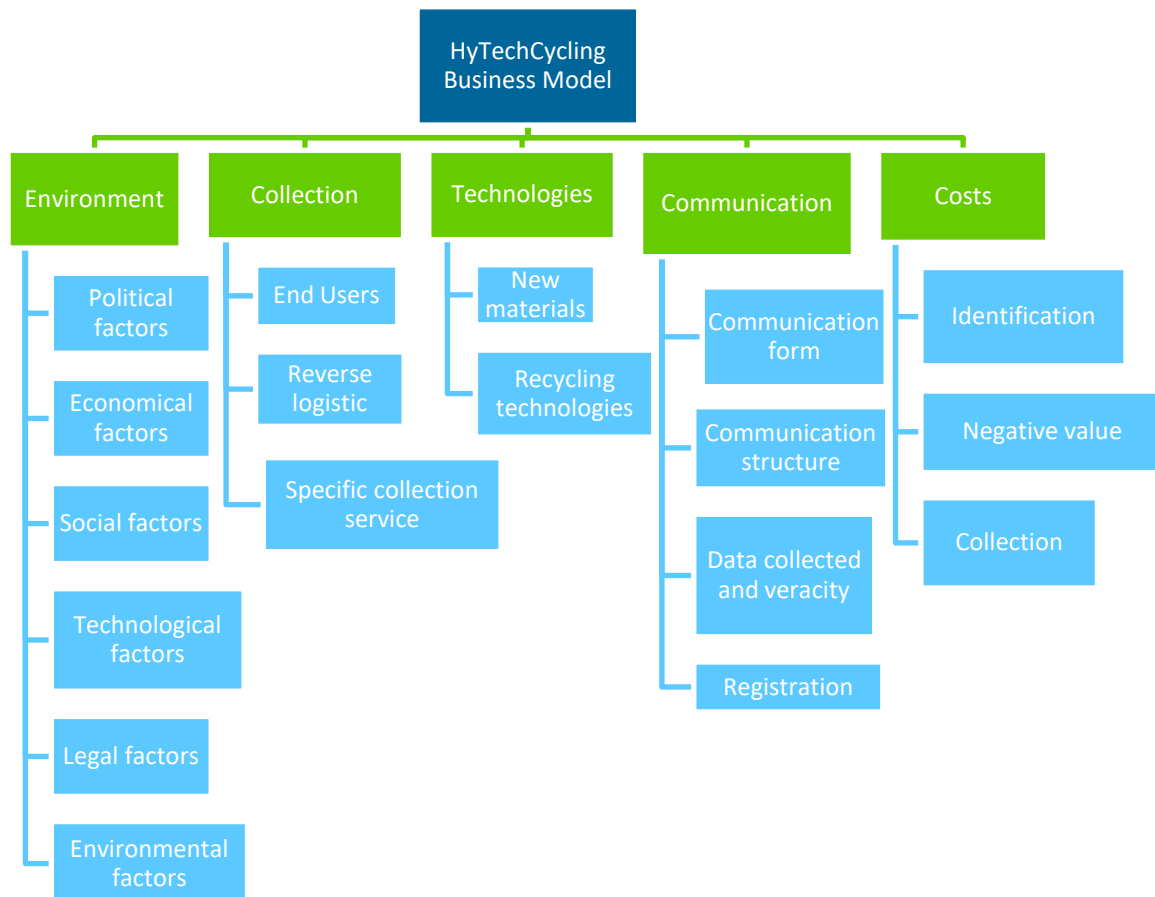 HyTechCycling
Business Model
Environment
Political
factors
Economical
factors
Social factors
Technological
factors
Legal factors
Environmental
factors
Collection
End Users
Reverse
logistic
Specific collection
service
Technologies
New
materials
Recycling
technologies
Communication
Communication
form
Communication
structure
Data collected
and veracity
Registration
Costs
Identification
Negative value
Collection